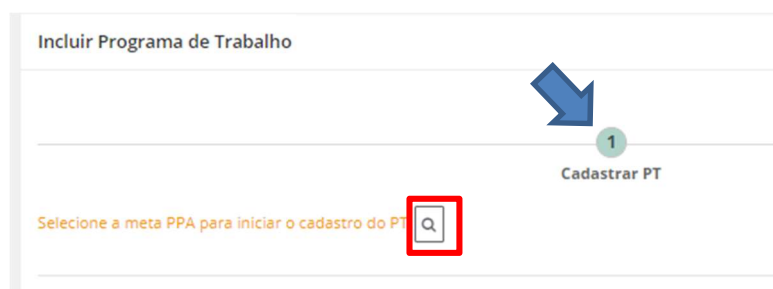 Incluir Programa de Trabalho
1
Cadastrar PT
Selecione a meta PPA para iniciar o cadastro do PT